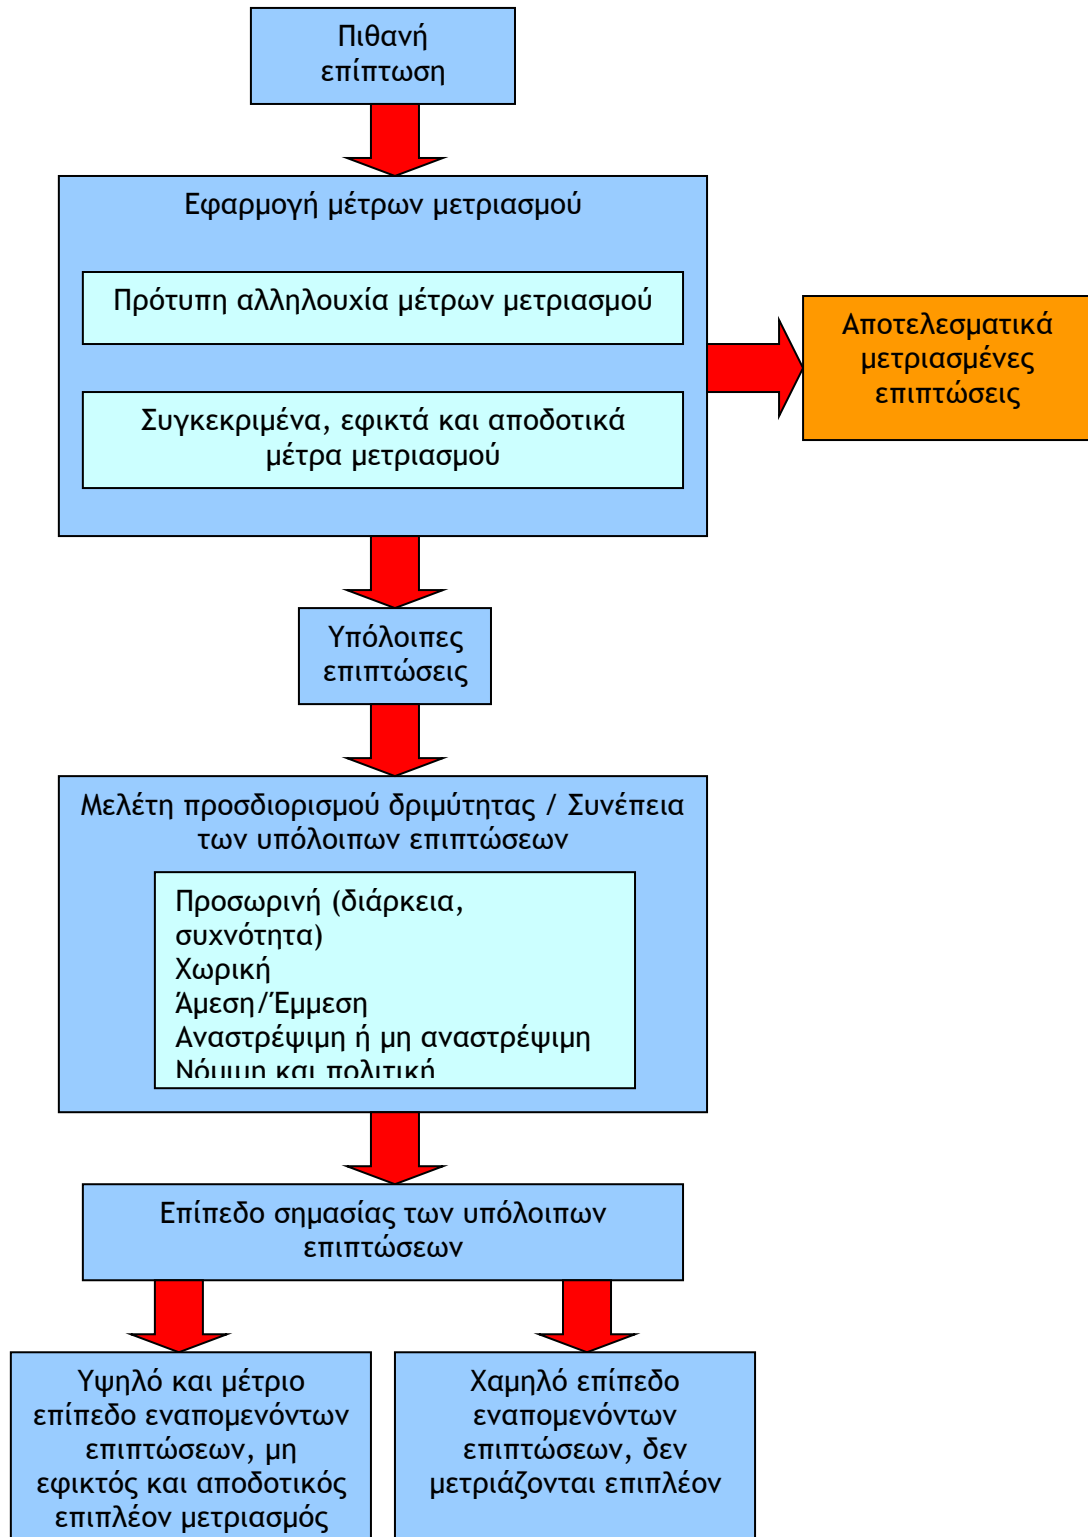 Πιθανή
επίπτωση
Εφαρμογή μέτρων μετριασμού
Πρότυπη αλληλουχία μέτρων μετριασμού
Συγκεκριμένα, εφικτά και αποδοτικά
μέτρα μετριασμού
Αποτελεσματικά
μετριασμένες
επιπτώσεις
Υπόλοιπες
επιπτώσεις
Μελέτη προσδιορισμού δριμύτητας / Συνέπεια
των υπόλοιπων επιπτώσεων
Προσωρινή (διάρκεια,
συχνότητα)
Χωρική
Άμεση/Έμμεση
Αναστρέψιμη ή μη αναστρέψιμη
Νόμιμη και πολιτική
Επίπεδο σημασίας των υπόλοιπων
επιπτώσεων
Υψηλό και μέτριο
επίπεδο εναπομενόντων
επιπτώσεων, μη
εφικτός και αποδοτικός
επιπλέον μετριασμός
Χαμηλό επίπεδο
εναπομενόντων
επιπτώσεων, δεν
μετριάζονται επιπλέον